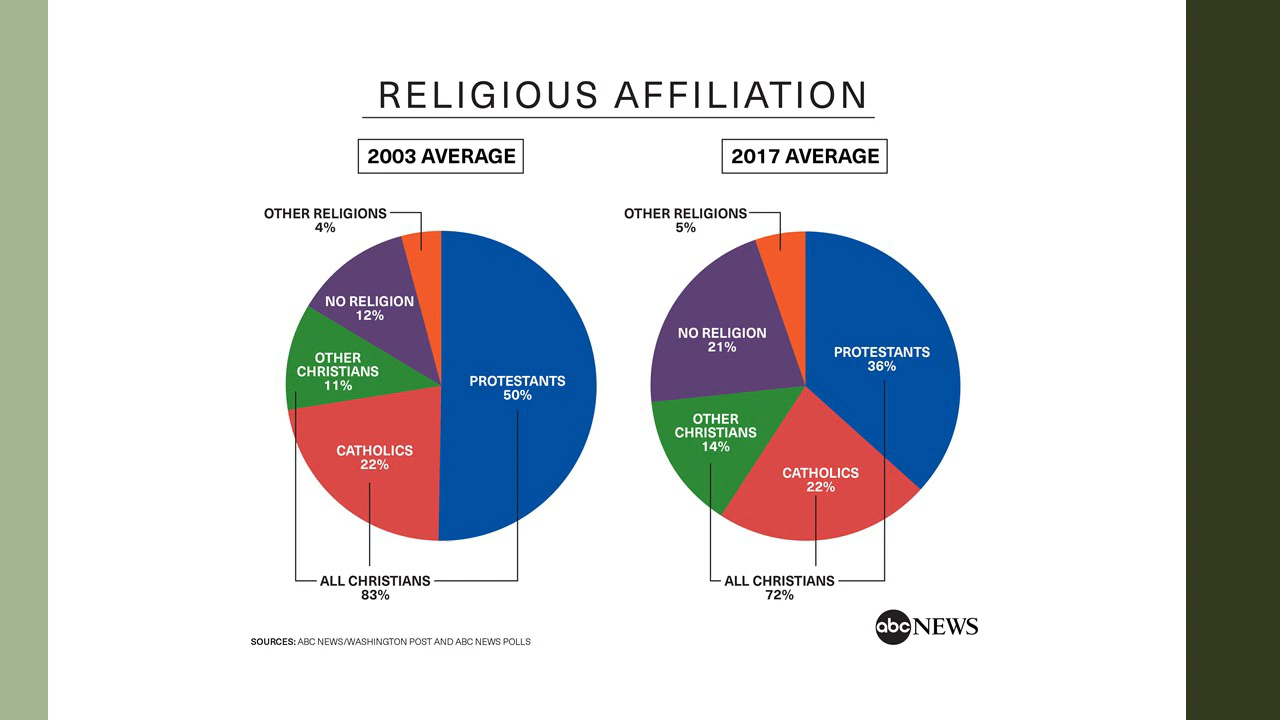 RELIGIOUS AFFILIATION
2003 AVERAGE
OTHER RELIGIONS
4%
NO RELIGION
12%
OTHER
CHRISTIANS
11%
PROTESTANTS
50%
CATHOLICS
22%
ALL CHRISTIANS
83%
2017 AVERAGE
OTHER RELIGIONS
5%
NO RELIGION
21%
PROTESTANTS
36%
OTHER
CHRISTIANS
14%
CATHOLICS
22%
ALL CHRISTIANS
72%
SOURCES: ABC NEWS/WASHINGTON POST AND ABC NEWS POLLS
abc NEWS